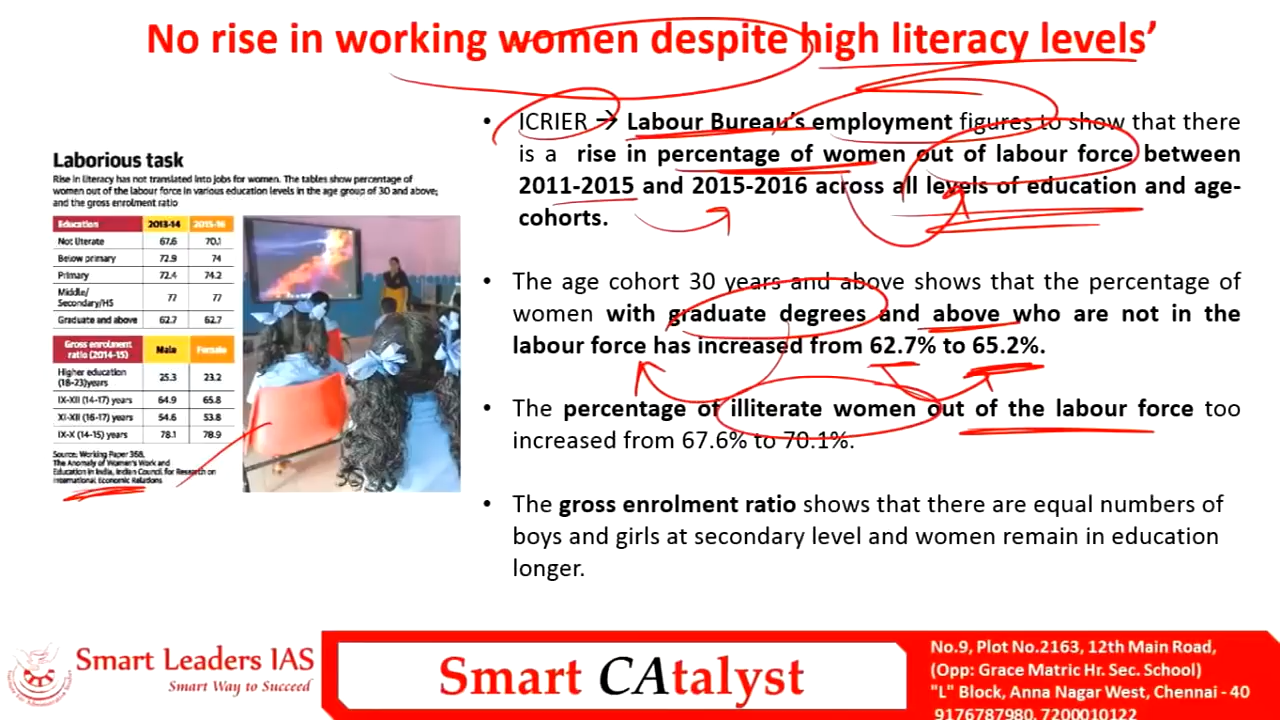 No rise in working women despite high literacy levels’
Laborious task
Rise in literacy has not translated into jobs for women. The tables show percentage of
women out of the labour force in various education levels in the age group of 30 and above;
and the gross enrolment ratio
Education 2013-14 2015-16
Not literate 67.6 70.1
Below primary 72.9 74
Primary 72.4 74.2
Middle/
Secondary/HS 77 77
Graduate and above 62.7 62.7
Gross enrolment
ratio (2014-15) Male Female
Higher education
(18-23)years 25.3 23.2
IX-XII (14-17) years 64.9 65.8
XI-XII (16-17) years 54.6 53.8
IX-X (14-15) years 78.1 78.9
Source: Working Paper 368,
The Anomaly of Women's Work and
Education in India, Indian Council for Research on
International Economic Relations
• ICRIER → Labour Bureau’s employment figures to show that there
is a rise in percentage of women out of labour force between
2011-2015 and 2015-2016 across all levels of education and age-
cohorts.
• The age cohort 30 years and above shows that the percentage of
women with graduate degrees and above who are not in the
labour force has increased from 62.7% to 65.2%.
• The percentage of illiterate women out of the labour force too
increased from 67.6% to 70.1%.
• The gross enrolment ratio shows that there are equal numbers of
boys and girls at secondary level and women remain in education
longer.
Smart Leaders IAS
Smart Way to Succeed
Smart CAtalyst
No.9, Plot No.2163, 12th Main Road,
(Opp: Grace Matric Hr. Sec. School)
"L" Block, Anna Nagar West, Chennai - 40
9176787980, 7200010122